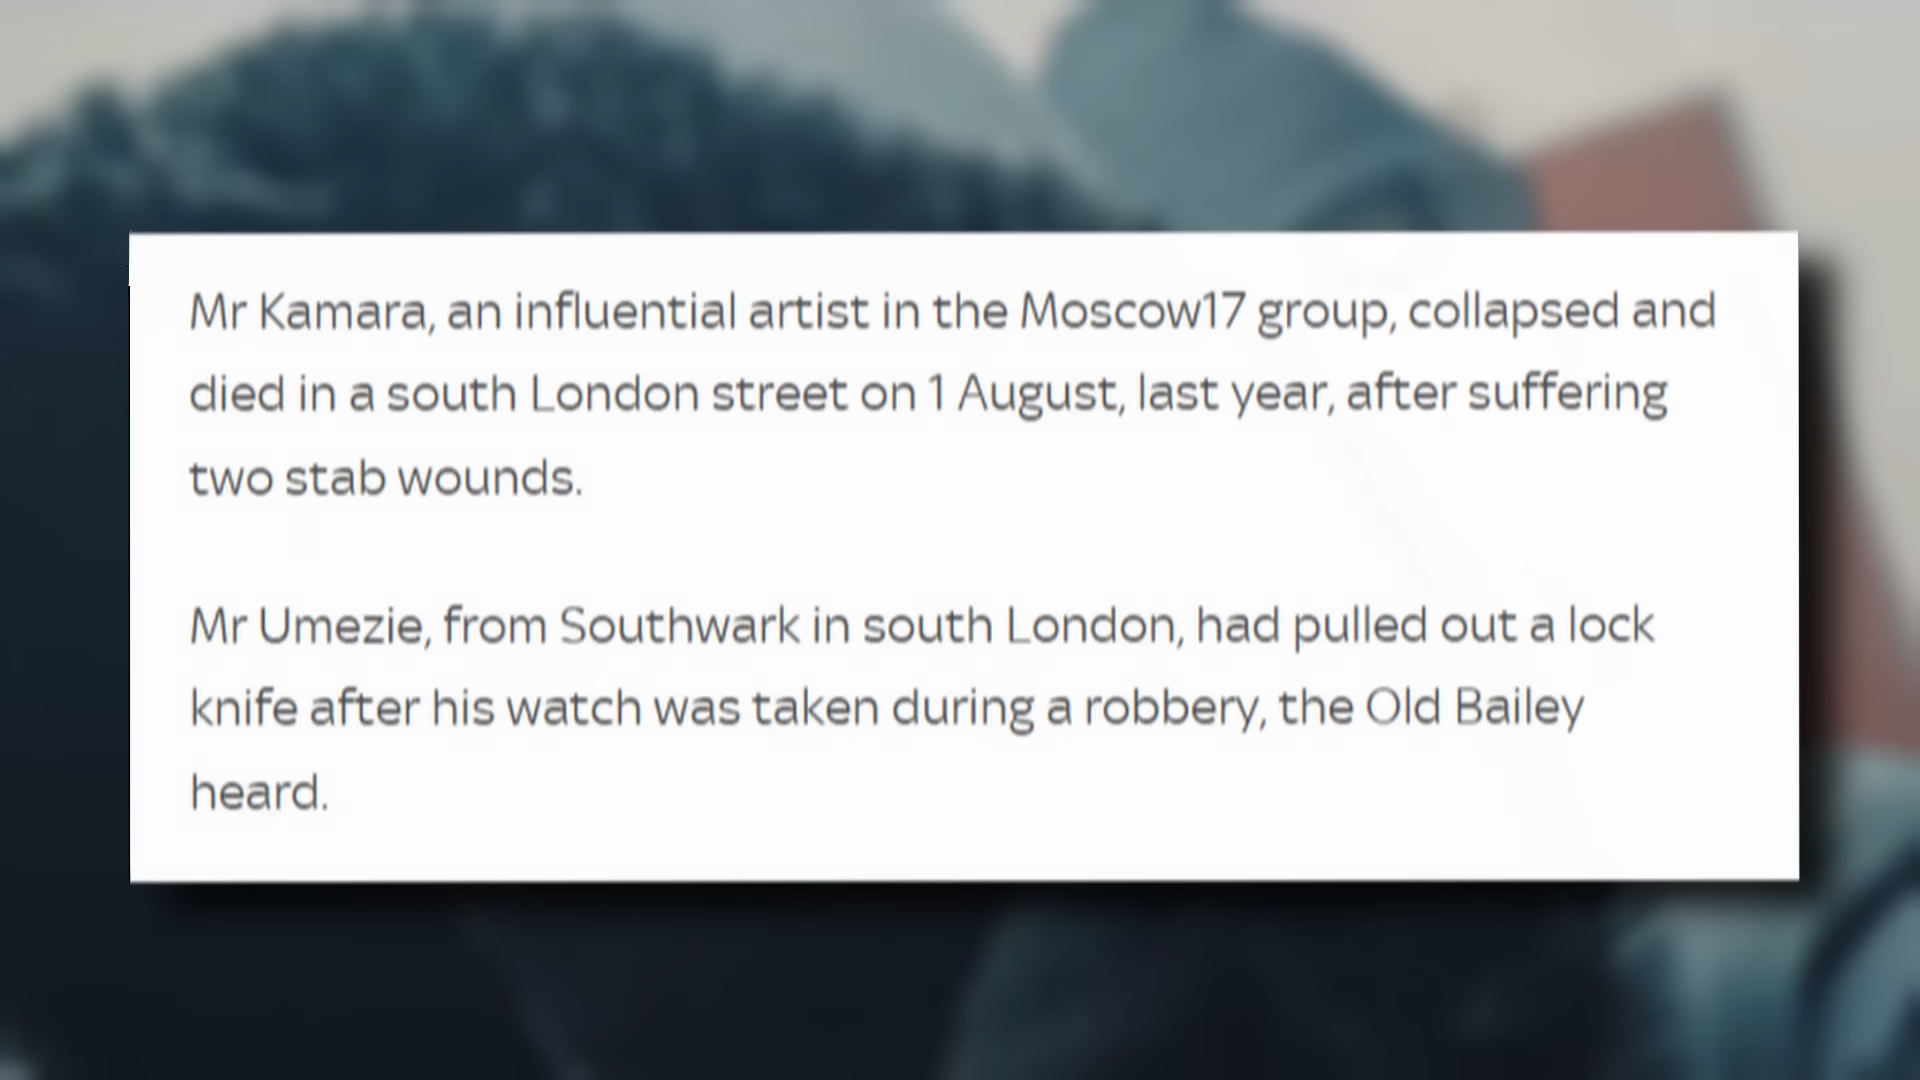 Mr Kamara, an influential artist in the Moscow17 group, collapsed and
died in a south London street on 1 August, last year, after suffering
two stab wounds.
Mr Umezie, from Southwark in south London, had pulled out a lock
knife after his watch was taken during a robbery, the Old Bailey
heard.